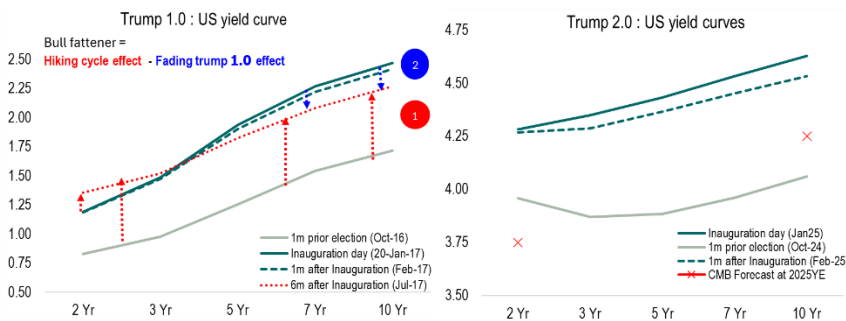 Trump 1.0 : US yield curve
Bull fattener =
Hiking cycle effect - Fading trump 1.0 effect
2.50
2.25
2.00
1.75
1.50
1.25
1.00
0.75
0.50
2
1
1m prior election (Oct-16)
Inauguration day (20-Jan-17)
1m after Inauguration (Feb-17)
6m after Inauguration (Jul-17)
2 Yr 3 Yr 5 Yr 7 Yr 10 Yr
Trump 2.0 : US yield curves
4.75
4.50
4.25
4.00
3.75
3.50
Inauguration day (Jan25)
1m prior election (Oct-24)
1m after Inauguration (Feb-25
CMB Forecast at 2025YE
2 Yr 3 Yr 5 Yr 7 Yr 10 Yr